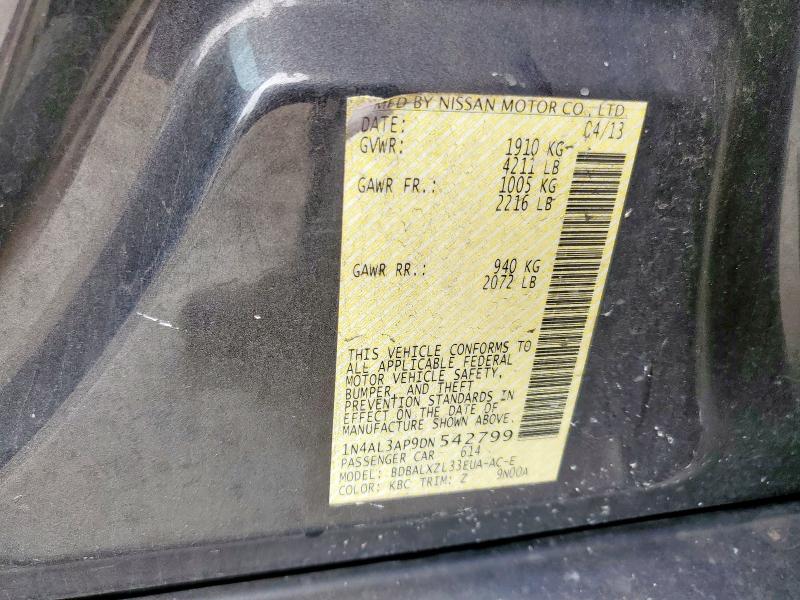 MFD BY NISSAN MOTOR CO., LTD
DATE: 04/13
GVWR: 1910 KG
4211 LB
GAWR FR.: 1005 KG
2216 LB
GAWR RR.: 940 KG
2072 LB
THIS VEHICLE CONFORMS TO
ALL APPLICABLE FEDERAL
MOTOR VEHICLE SAFETY,
BUMPER, AND THEFT
PREVENTION STANDARDS IN
EFFECT ON THE DATE OF
MANUFACTURE SHOWN ABOVE.
1N4AL3AP9DN 542799
PASSENGER CAR 614
MODEL: BDBALXZL33EUA-AC-E
COLOR: KBC TRIM: Z 9N00A